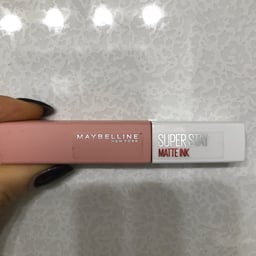 MAYBELLINE
NEW YORK
SUPER STAY
MATTE INK